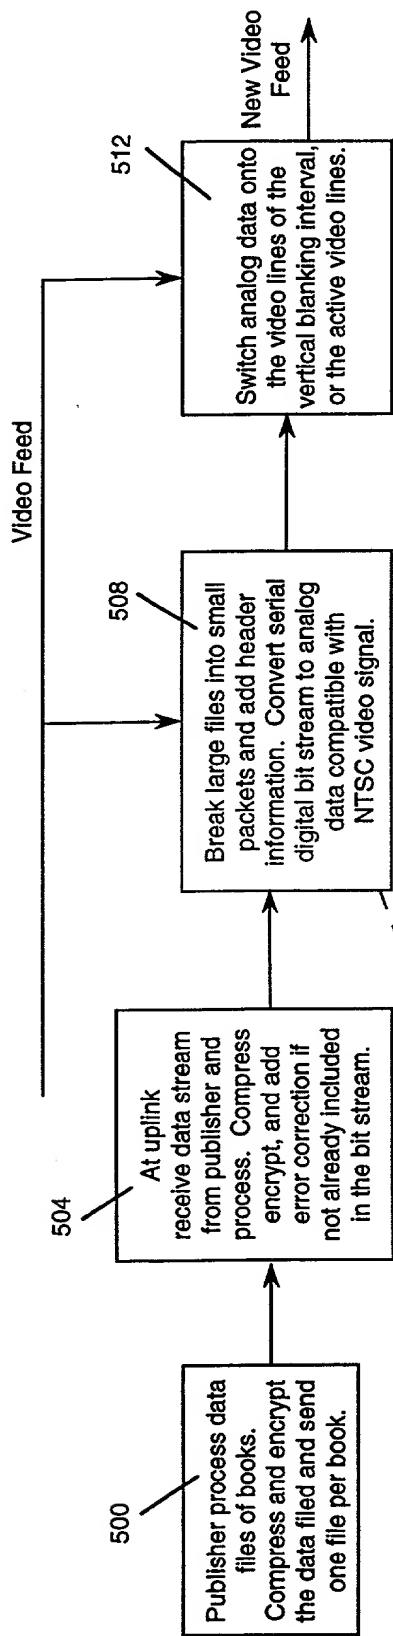 Video Feed
500
Publisher process data
files of books.
Compress and encrypt
the data filed and send
one file per book.
504
At uplink
receive data stream
from publisher and
process. Compress
encrypt, and add
error correction if
not already included
in the bit stream.
508
Break large files into small
packets and add header
information. Convert serial
digital bit stream to analog
data compatible with
NTSC video signal.
512
Switch analog data onto
the video lines of the
vertical blanking interval,
or the active video lines.
New Video
Feed